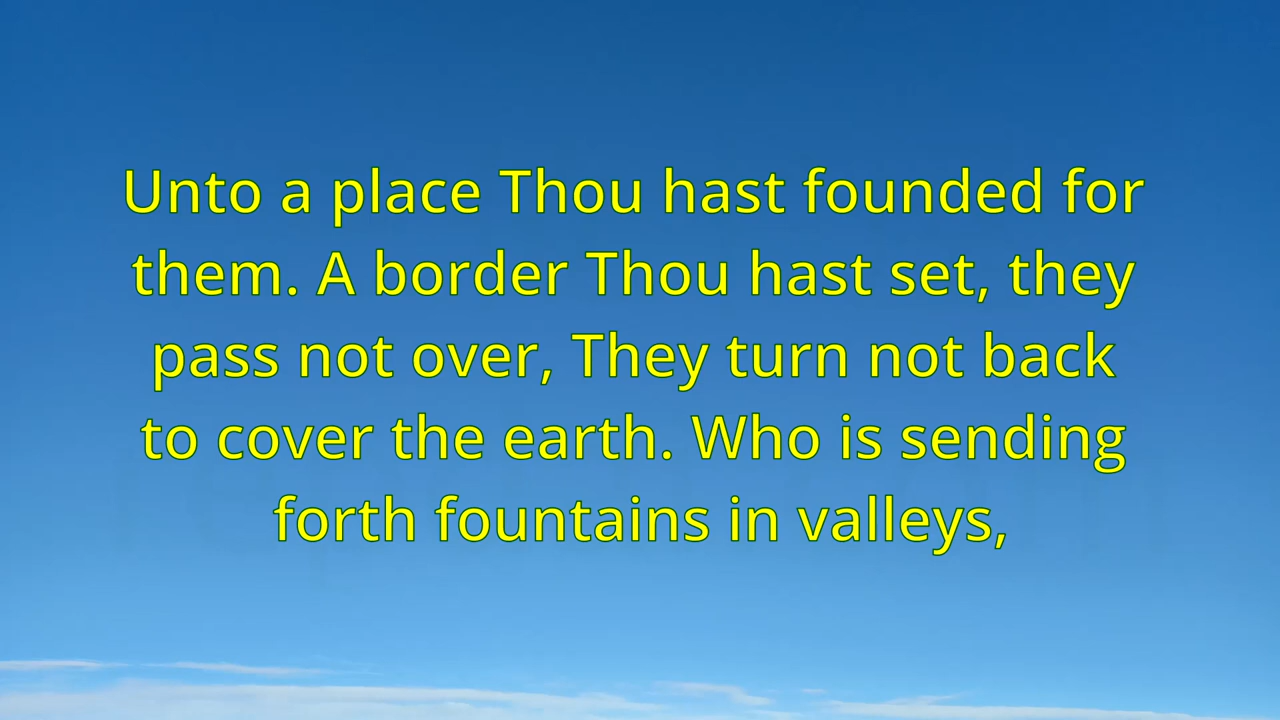 Unto a place Thou hast founded for
them. A border Thou hast set, they
pass not over, They turn not back
to cover the earth. Who is sending
forth fountains in valleys,